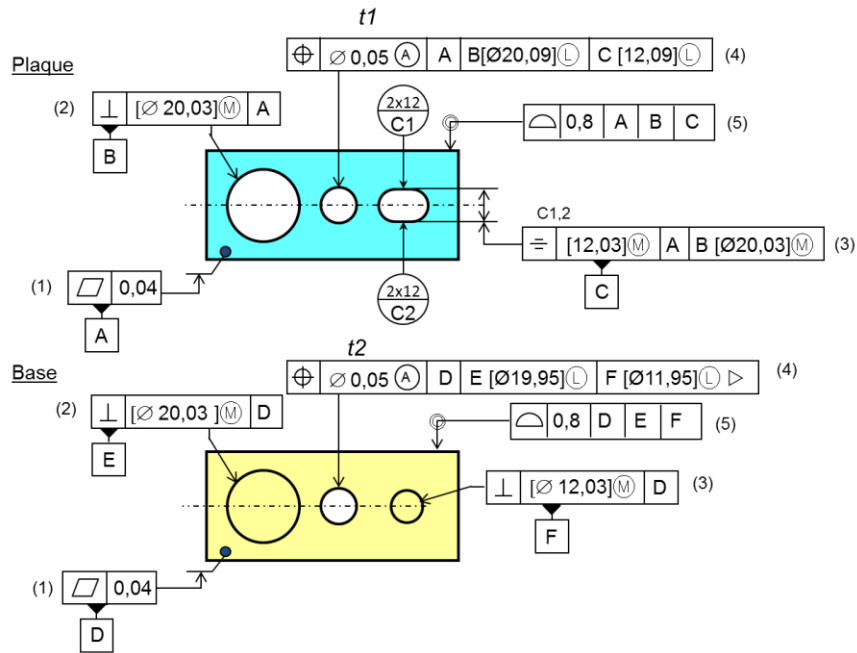 t1
⌖ ⌀ 0,05 Ⓐ A B[Ø20,09]Ⓛ C [12,09]Ⓛ (4)
Plaque
(2) ⊥ [⌀ 20,03]Ⓜ A
B
2x12
C1
⌓ 0,8 A B C (5)
C1,2
⌯ [12,03]Ⓜ A B [Ø20,03]Ⓜ (3)
C
(1) ⏥ 0,04
A
2x12
C2
t2
⌖ ⌀ 0,05 Ⓐ D E [Ø19,95]Ⓛ F [Ø11,95]Ⓛ ▷ (4)
Base
(2) ⊥ [⌀ 20,03 ]Ⓜ D
E
⌓ 0,8 D E F (5)
⊥ [⌀ 12,03]Ⓜ D (3)
F
(1) ⏥ 0,04
D